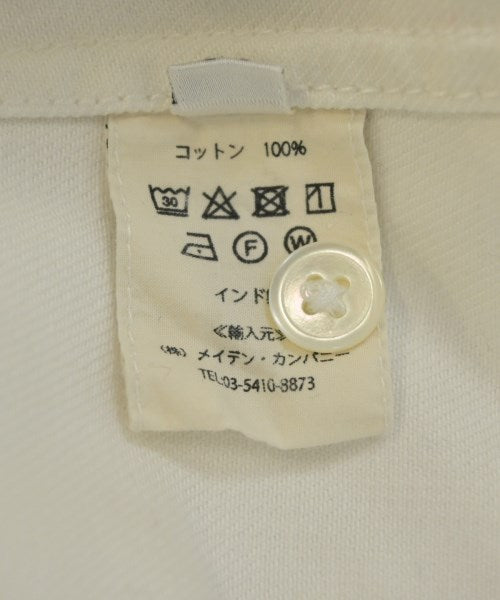 コットン 100%
30
F
W
インド
≪輸入元≫
(株) メイデン・カンパニー
TEL:03-5410-8873